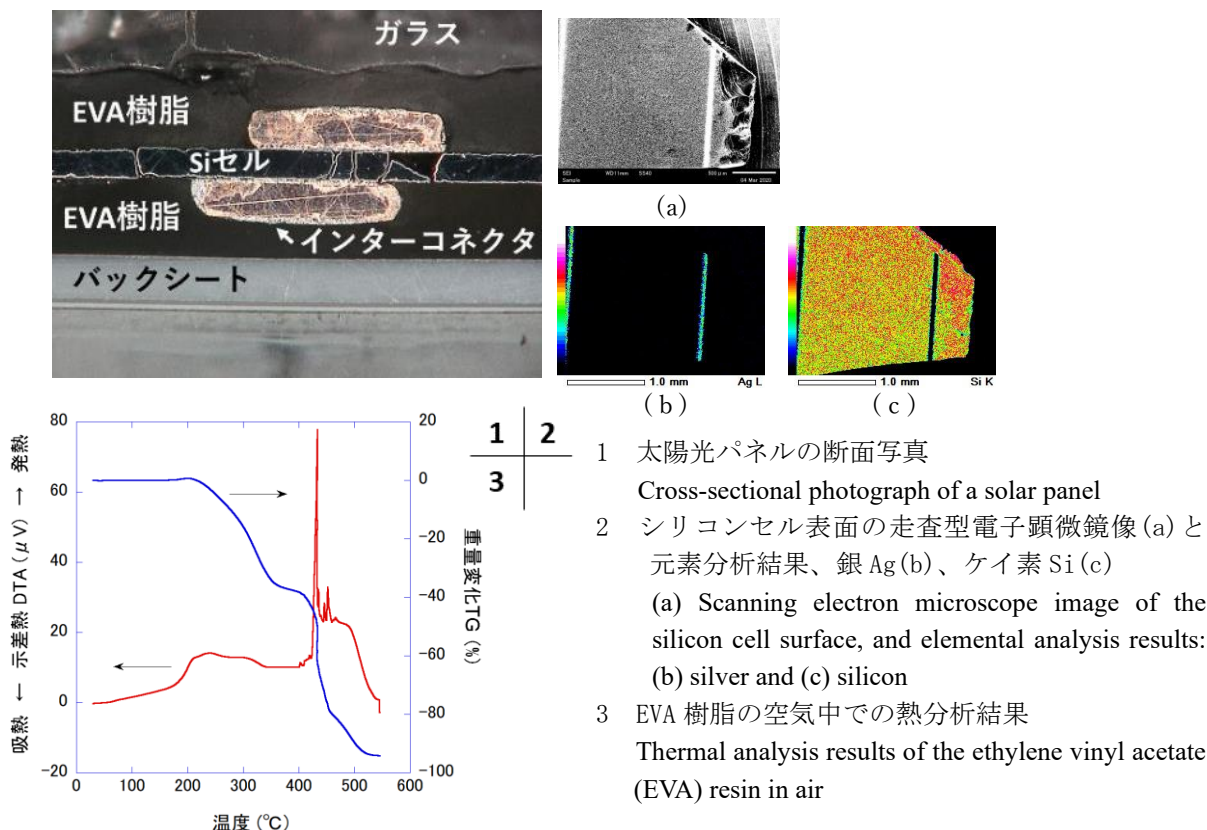 ガラス
EVA樹脂
Siセル
EVA樹脂
インターコネクタ
バックシート
SEI WD11mm SS40 500μm
Sample 04 Mar 2020
(a)
1.0 mm Ag L
1.0 mm Si K
(b)
(c)
吸熱 ← 示差熱 DTA(μV) → 発熱
80
60
40
20
0
-20
20
0
-20
-40
-60
-80
-100
重量変化TG(%)
0 100 200 300 400 500 600
温度(℃)
1 2
3
1 太陽光パネルの断面写真
Cross-sectional photograph of a solar panel
2 シリコンセル表面の走査型電子顕微鏡像(a)と
元素分析結果、銀 Ag(b)、ケイ素 Si(c)
(a) Scanning electron microscope image of the
silicon cell surface, and elemental analysis results:
(b) silver and (c) silicon
3 EVA 樹脂の空気中での熱分析結果
Thermal analysis results of the ethylene vinyl acetate
(EVA) resin in air